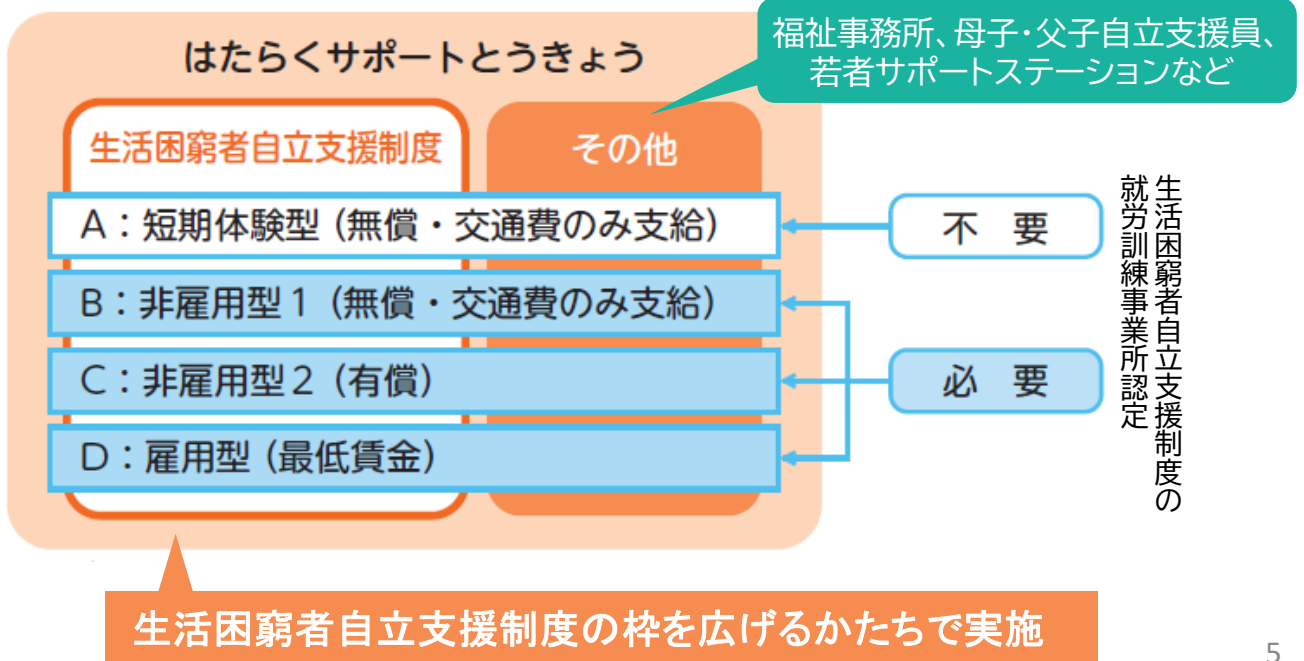 はたらくサポートとうきょう
福祉事務所、母子・父子自立支援員、
若者サポートステーションなど
生活困窮者自立支援制度
その他
A：短期体験型（無償・交通費のみ支給）
B：非雇用型１（無償・交通費のみ支給）
C：非雇用型２（有償）
D：雇用型（最低賃金）
不　要
必　要
生活困窮者自立支援制度の
就労訓練事業所認定
生活困窮者自立支援制度の枠を広げるかたちで実施
5